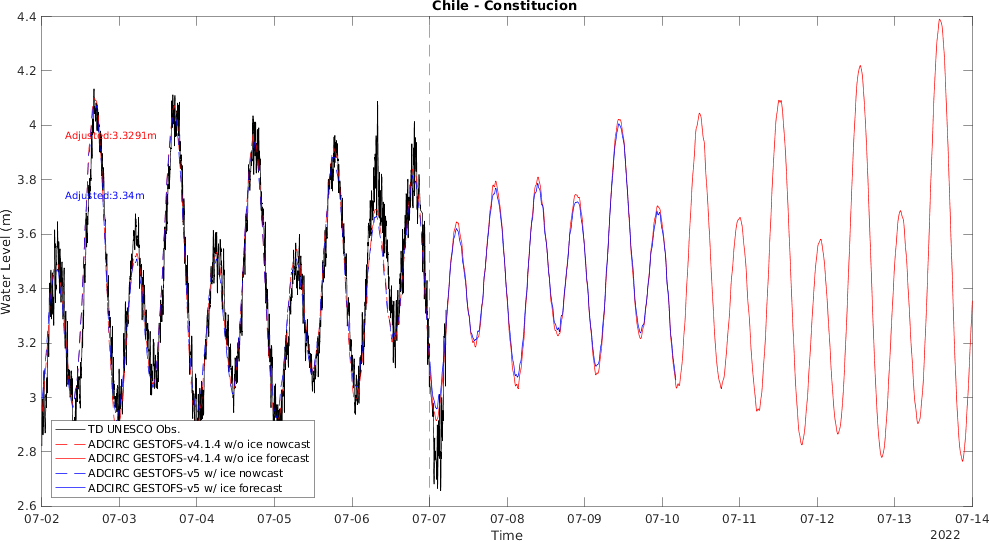 Chile - Constitucion
4.4
4.2
4
3.8
3.6
3.4
3.2
3
2.8
2.6
Water Level (m)
Adjusted:3.3291m
Adjusted:3.34m
TD UNESCO Obs.
ADCIRC GESTOFS-v4.1.4 w/o ice nowcast
ADCIRC GESTOFS-v4.1.4 w/o ice forecast
ADCIRC GESTOFS-v5 w/ ice nowcast
ADCIRC GESTOFS-v5 w/ ice forecast
07-02 07-03 07-04 07-05 07-06 07-07 07-08 07-09 07-10 07-11 07-12 07-13 07-14
Time
2022